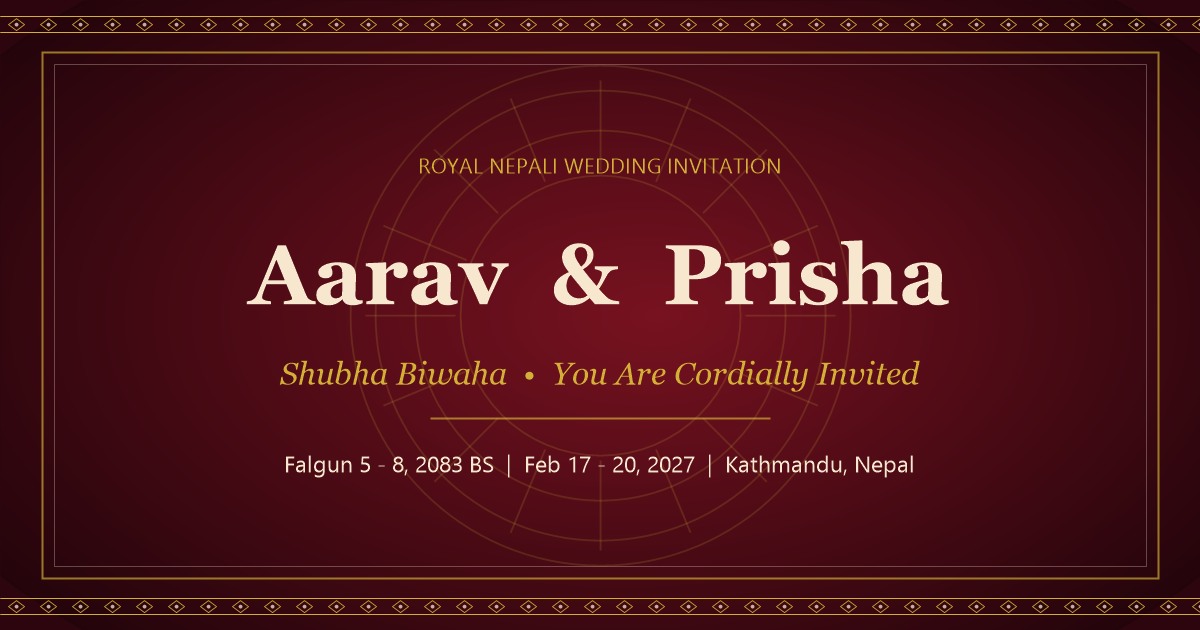 ROYAL NEPALI WEDDING INVITATION
Aarav & Prisha
Shubha Biwaha • You Are Cordially Invited
Falgun 5 - 8, 2083 BS | Feb 17 - 20, 2027 | Kathmandu, Nepal